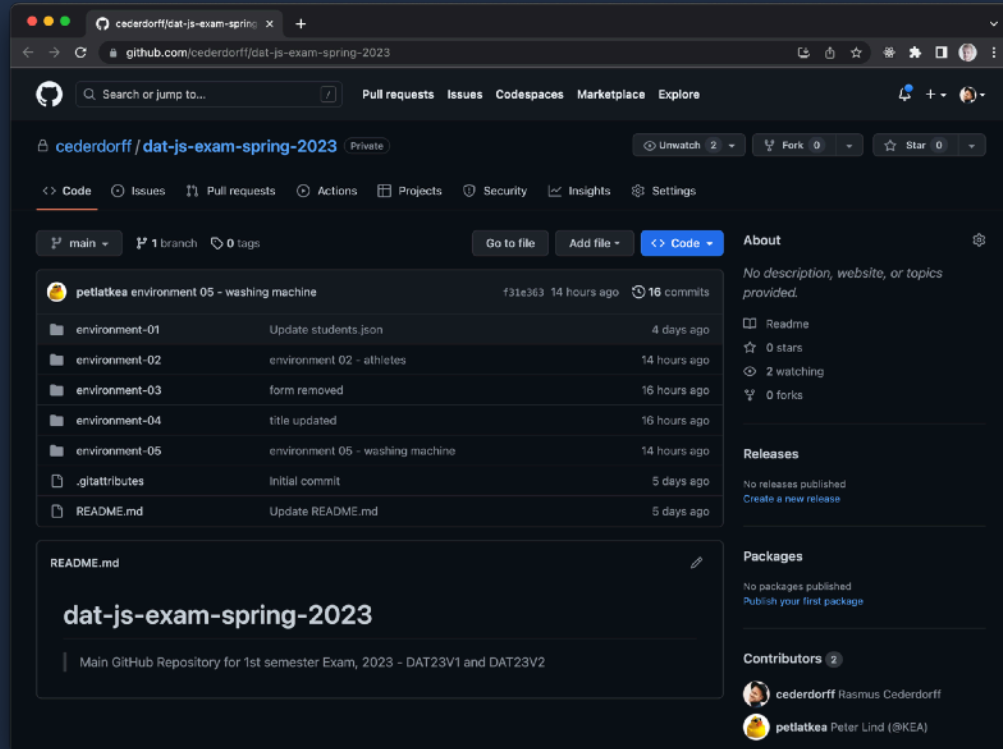 cederdorff/dat-js-exam-spring
github.com/cederdorff/dat-js-exam-spring-2023
Search or jump to... /
Pull requests Issues Codespaces Marketplace Explore
cederdorff / dat-js-exam-spring-2023 Private
Unwatch 2 Fork 0 Star 0
Code Issues Pull requests Actions Projects Security Insights Settings
main 1 branch 0 tags Go to file Add file Code
petlatkea environment 05 - washing machine f31e363 14 hours ago 16 commits
environment-01 Update students.json 4 days ago
environment-02 environment 02 - athletes 14 hours ago
environment-03 form removed 16 hours ago
environment-04 title updated 16 hours ago
environment-05 environment 05 - washing machine 14 hours ago
.gitattributes Initial commit 5 days ago
README.md Update README.md 5 days ago
README.md
dat-js-exam-spring-2023
Main GitHub Repository for 1st semester Exam, 2023 - DAT23V1 and DAT23V2
About
No description, website, or topics
provided.
Readme
0 stars
2 watching
0 forks
Releases
No releases published
Create a new release
Packages
No packages published
Publish your first package
Contributors 2
cederdorff Rasmus Cederdorff
petlatkea Peter Lind (@KEA)